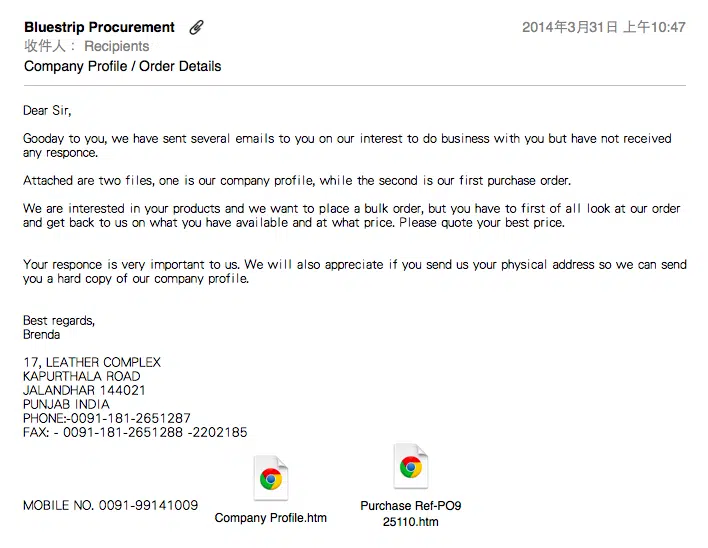 Bluestrip Procurement
2014年3月31日 上午10:47
收件人： Recipients
Company Profile / Order Details
Dear Sir,
Gooday to you, we have sent several emails to you on our interest to do business with you but have not received
any responce.
Attached are two files, one is our company profile, while the second is our first purchase order.
We are interested in your products and we want to place a bulk order, but you have to first of all look at our order
and get back to us on what you have available and at what price. Please quote your best price.
Your responce is very important to us. We will also appreciate if you send us your physical address so we can send
you a hard copy of our company profile.
Best regards,
Brenda
17, LEATHER COMPLEX
KAPURTHALA ROAD
JALANDHAR 144021
PUNJAB INDIA
PHONE:-0091-181-2651287
FAX: - 0091-181-2651288 -2202185
MOBILE NO. 0091-99141009
Company Profile.htm
Purchase Ref-PO9
25110.htm